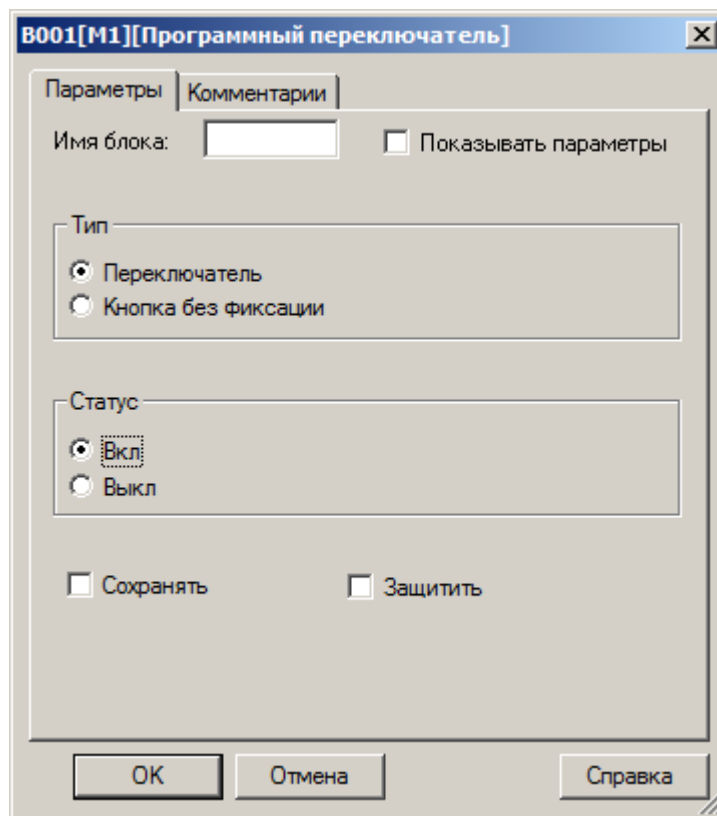 B001[M1][Программный переключатель]
Параметры Комментарии
Имя блока: Показывать параметры
Тип
Переключатель
Кнопка без фиксации
Статус
Вкл
Выкл
Сохранять Защитить
OK Отмена Справка